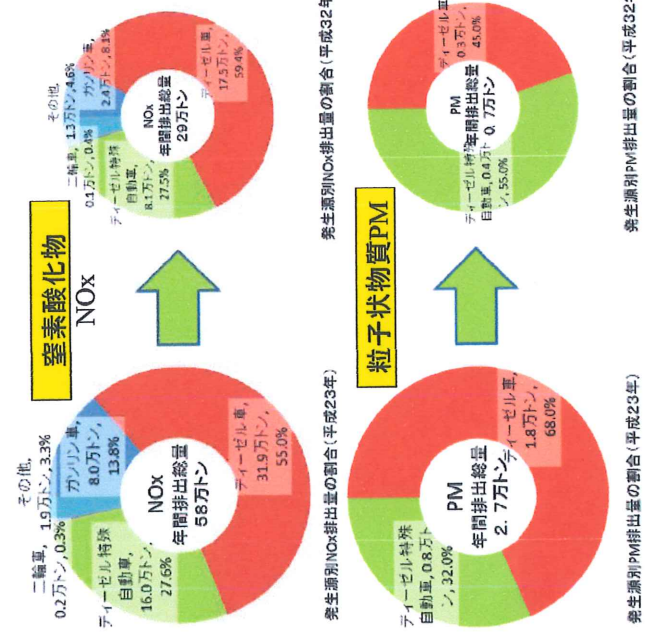 窒素酸化物
NOx
その他,
1.9万トン, 3.3%
二輪車,
0.2万トン, 0.3%
ガソリン車,
8.0万トン,
13.8%
ディーゼル特殊
自動車,
16.0万トン,
27.6%
NOx
年間排出総量
58万トン
ディーゼル車,
31.9万トン,
55.0%
発生源別NOx排出量の割合(平成23年)
その他,
1.3万トン, 4.6%
二輪車,
0.1万トン, 0.4%
ガソリン車,
2.4万トン, 8.1%
ディーゼル特殊
自動車,
8.1万トン,
27.5%
NOx
年間排出総量
29万トン
ディーゼル車,
17.5万トン,
59.4%
発生源別NOx排出量の割合(平成32年
粒子状物質PM
ディーゼル特殊
自動車, 0.8万ト
ン, 32.0%
PM
年間排出総量
2.7万トン
ディーゼル車,
1.8万トン,
68.0%
発生源別PM排出量の割合(平成23年)
ディーゼル車,
0.3万トン,
45.0%
PM
年間排出総量
0.7万トン
ディーゼル特殊
自動車, 0.4万ト
ン, 55.0%
発生源別PM排出量の割合(平成32年